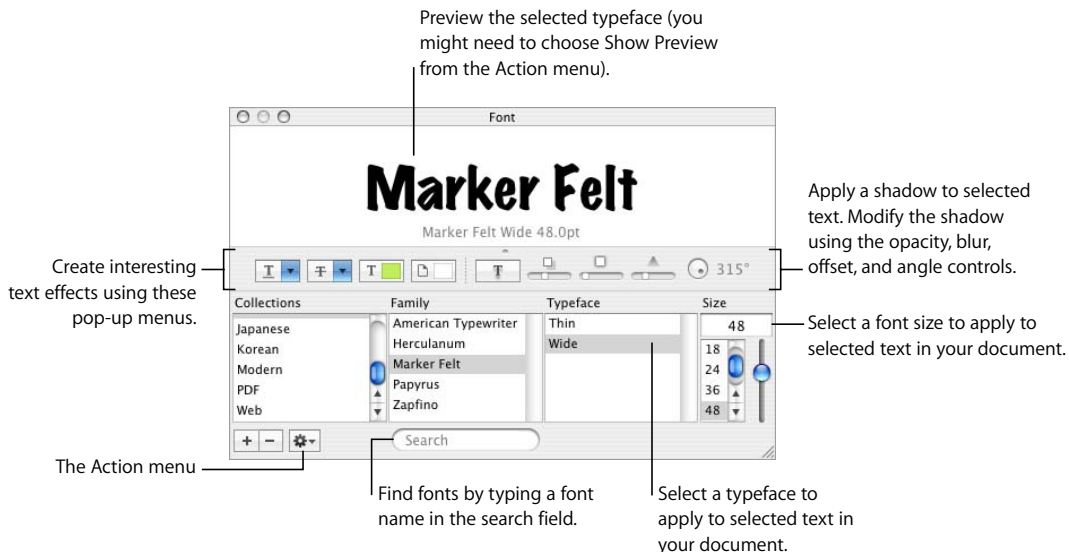 Preview the selected typeface (you
might need to choose Show Preview
from the Action menu).
Font
Marker Felt
Marker Felt Wide 48.0pt
Create interesting
text effects using these
pop-up menus.
T T T T 315°
Apply a shadow to selected
text. Modify the shadow
using the opacity, blur,
offset, and angle controls.
Collections Family Typeface Size
Japanese
Korean
Modern
PDF
Web
American Typewriter
Herculanum
Marker Felt
Papyrus
Zapfino
Thin
Wide
48
18
24
36
48
Select a font size to apply to
selected text in your document.
+ − Search
The Action menu
Find fonts by typing a font
name in the search field.
Select a typeface to
apply to selected text in
your document.